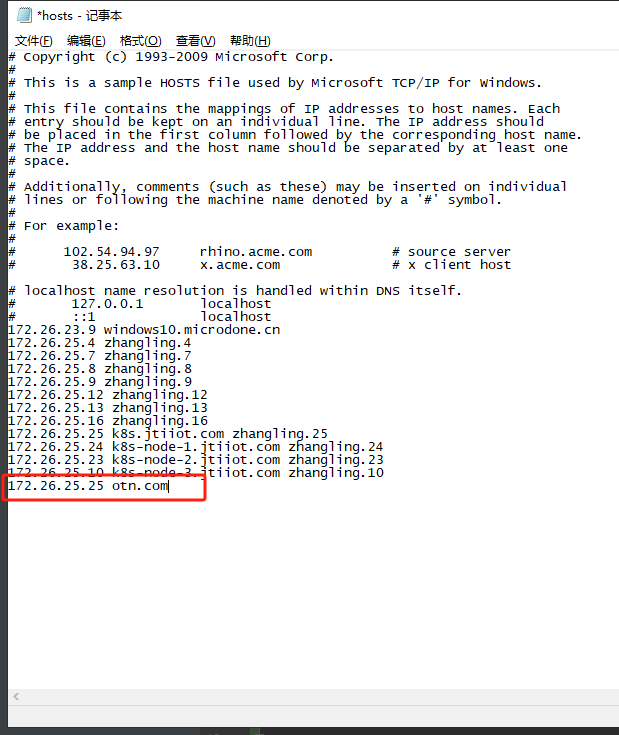 *hosts - 记事本
文件(F) 编辑(E) 格式(O) 查看(V) 帮助(H)
# Copyright (c) 1993-2009 Microsoft Corp.
#
# This is a sample HOSTS file used by Microsoft TCP/IP for Windows.
#
# This file contains the mappings of IP addresses to host names. Each
# entry should be kept on an individual line. The IP address should
# be placed in the first column followed by the corresponding host name.
# The IP address and the host name should be separated by at least one
# space.
#
# Additionally, comments (such as these) may be inserted on individual
# lines or following the machine name denoted by a '#' symbol.
#
# For example:
#
#      102.54.94.97     rhino.acme.com          # source server
#       38.25.63.10     x.acme.com              # x client host

# localhost name resolution is handled within DNS itself.
#       127.0.0.1       localhost
#       ::1             localhost
172.26.23.9 windows10.microdone.cn
172.26.25.4 zhangling.4
172.26.25.7 zhangling.7
172.26.25.8 zhangling.8
172.26.25.9 zhangling.9
172.26.25.12 zhangling.12
172.26.25.13 zhangling.13
172.26.25.16 zhangling.16
172.26.25.25 k8s.jtiiot.com zhangling.25
172.26.25.24 k8s-node-1.jtiiot.com zhangling.24
172.26.25.23 k8s-node-2.jtiiot.com zhangling.23
172.26.25.10 k8s-node-3.jtiiot.com zhangling.10
172.26.25.25 otn.com